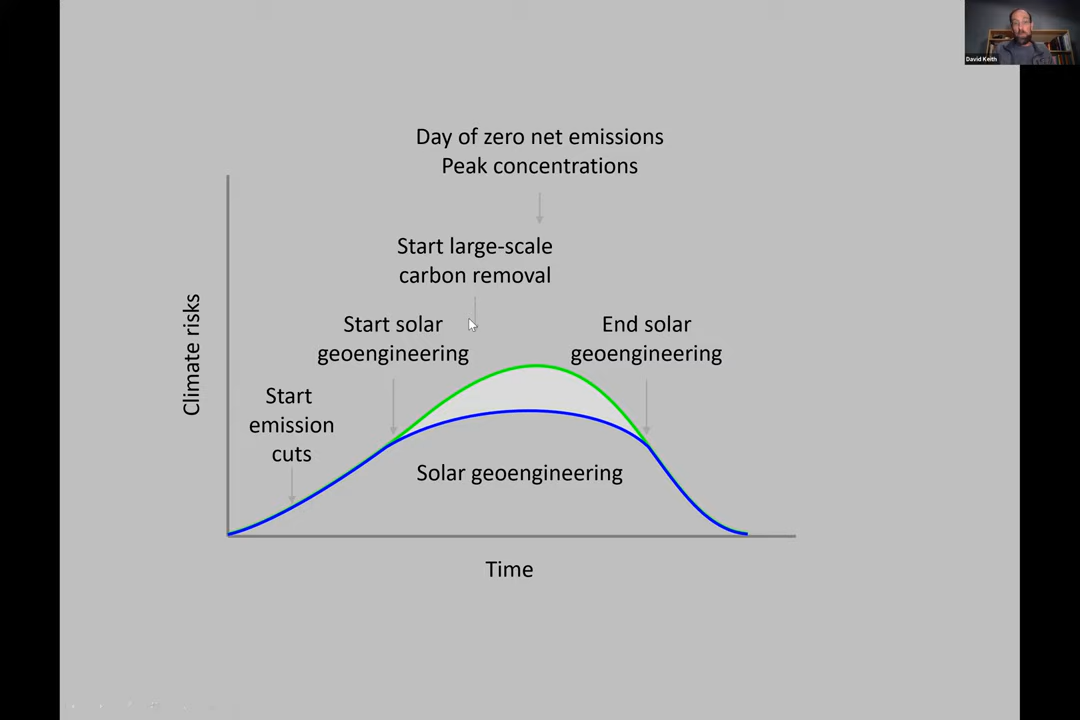 David Keith
Day of zero net emissions
Peak concentrations
Start large-scale
carbon removal
Start solar
geoengineering
End solar
geoengineering
Start
emission
cuts
Climate risks
Solar geoengineering
Time